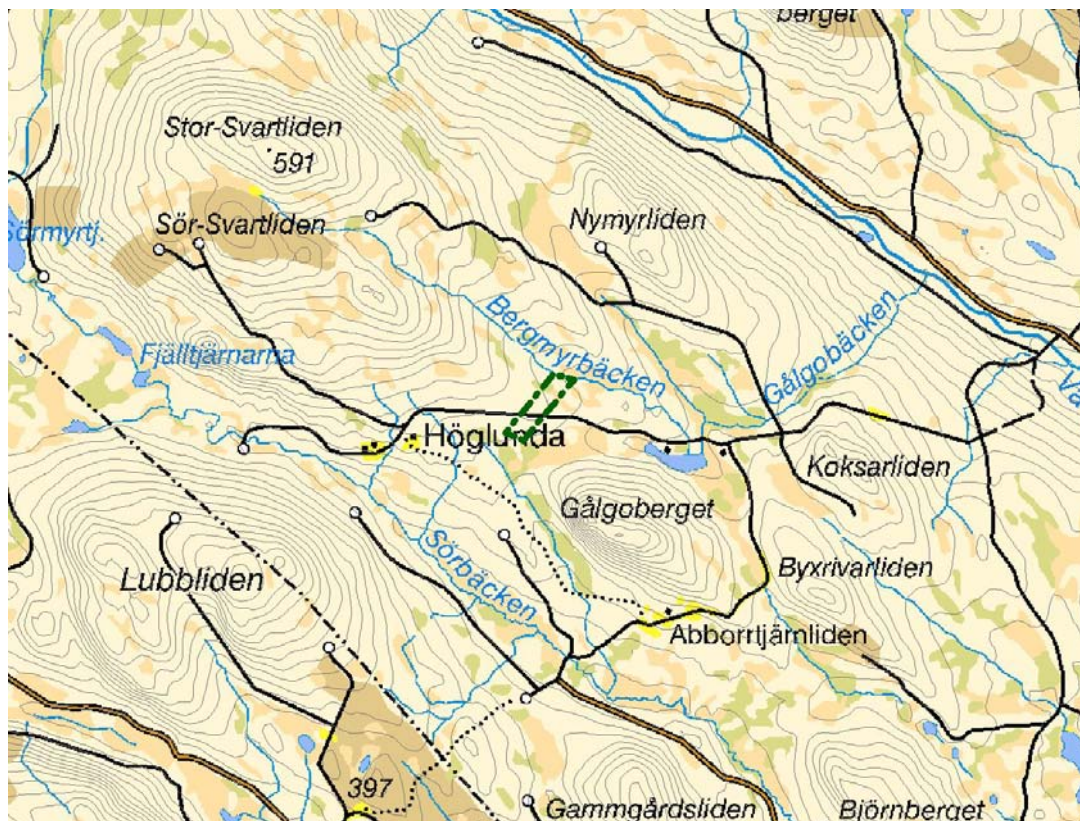 berget
Stor-Svartliden
591
Sör-Svartliden
Nymyrliden
Sörmyrtj.
Bergmyrbäcken
Gålgobäcken
Fjälltjärnarna
Höglunda
Koksarliden
Gålgoberget
Sörbäcken
Byxrivarliden
Lubbliden
Abborrtjärnliden
397
Gammgårdsliden
Björnberget